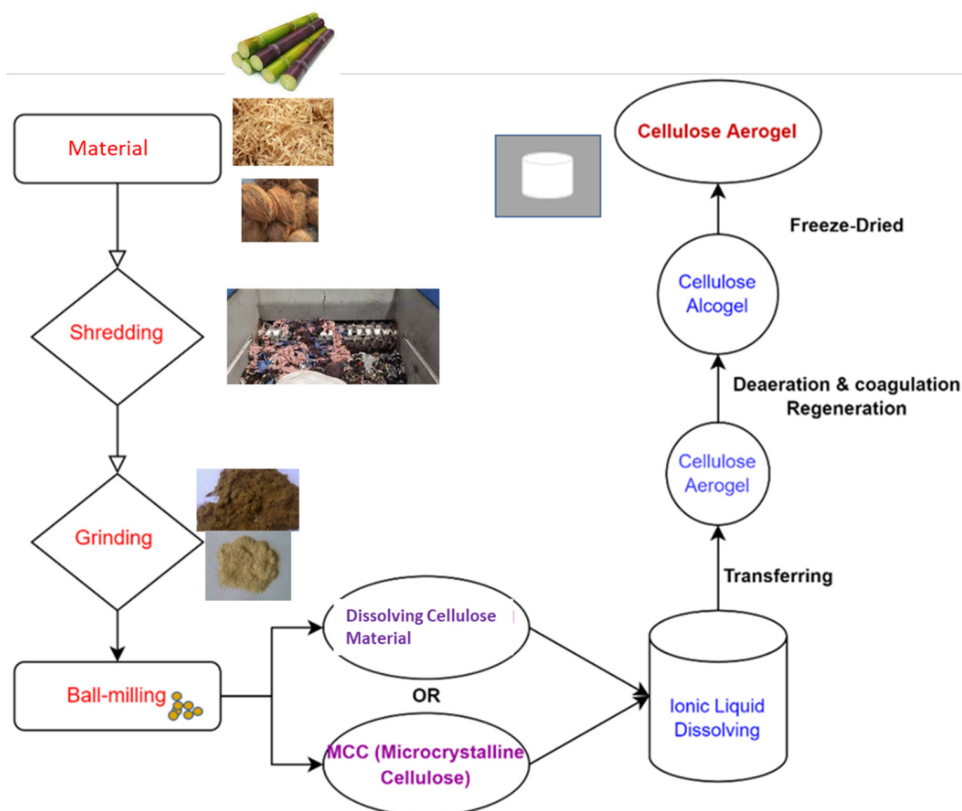 Material
Shredding
Grinding
Ball-milling
Dissolving Cellulose
Material
OR
MCC (Microcrystalline
Cellulose)
Ionic Liquid
Dissolving
Transferring
Cellulose
Aerogel
Deaeration & coagulation
Regeneration
Cellulose
Alcogel
Freeze-Dried
Cellulose Aerogel